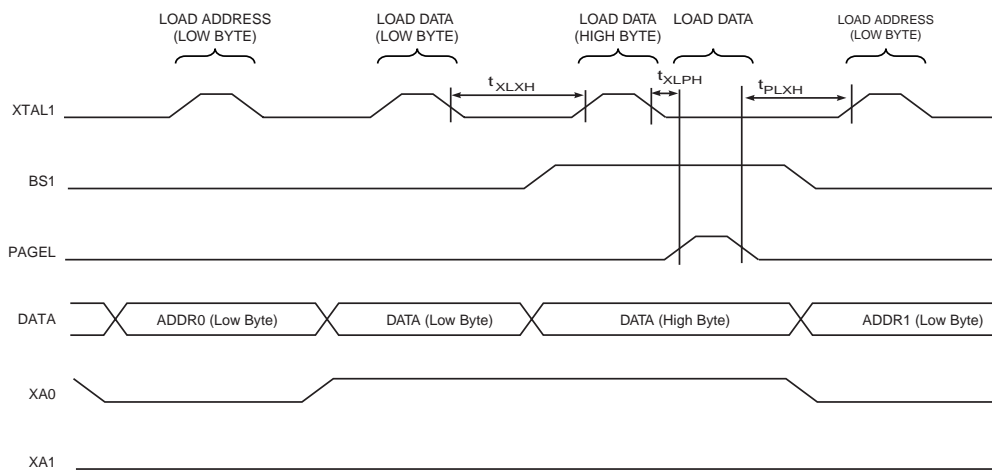 LOAD ADDRESS
(LOW BYTE)
LOAD DATA
(LOW BYTE)
LOAD DATA
(HIGH BYTE)
LOAD DATA
LOAD ADDRESS
(LOW BYTE)
tXLXH
tXLPH
tPLXH
XTAL1
BS1
PAGEL
DATA
ADDR0 (Low Byte)
DATA (Low Byte)
DATA (High Byte)
ADDR1 (Low Byte)
XA0
XA1